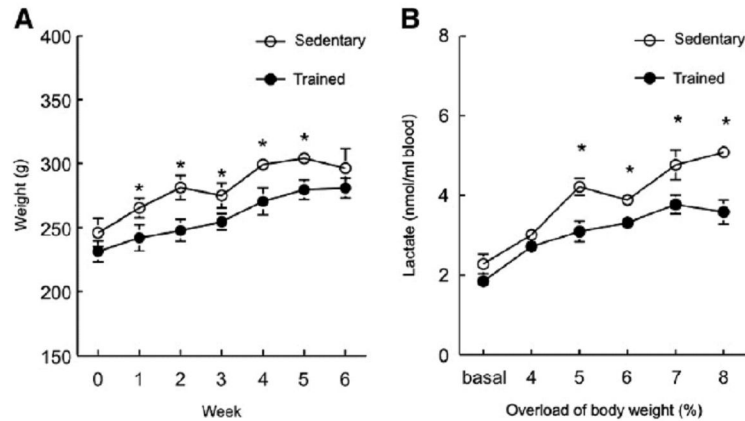 A
400
350
300
250
200
150
Weight (g)
Sedentary
Trained
* * * * *
0 1 2 3 4 5 6
Week
B
8
6
4
2
0
Lactate (nmol/ml blood)
Sedentary
Trained
* * * *
basal 4 5 6 7 8
Overload of body weight (%)